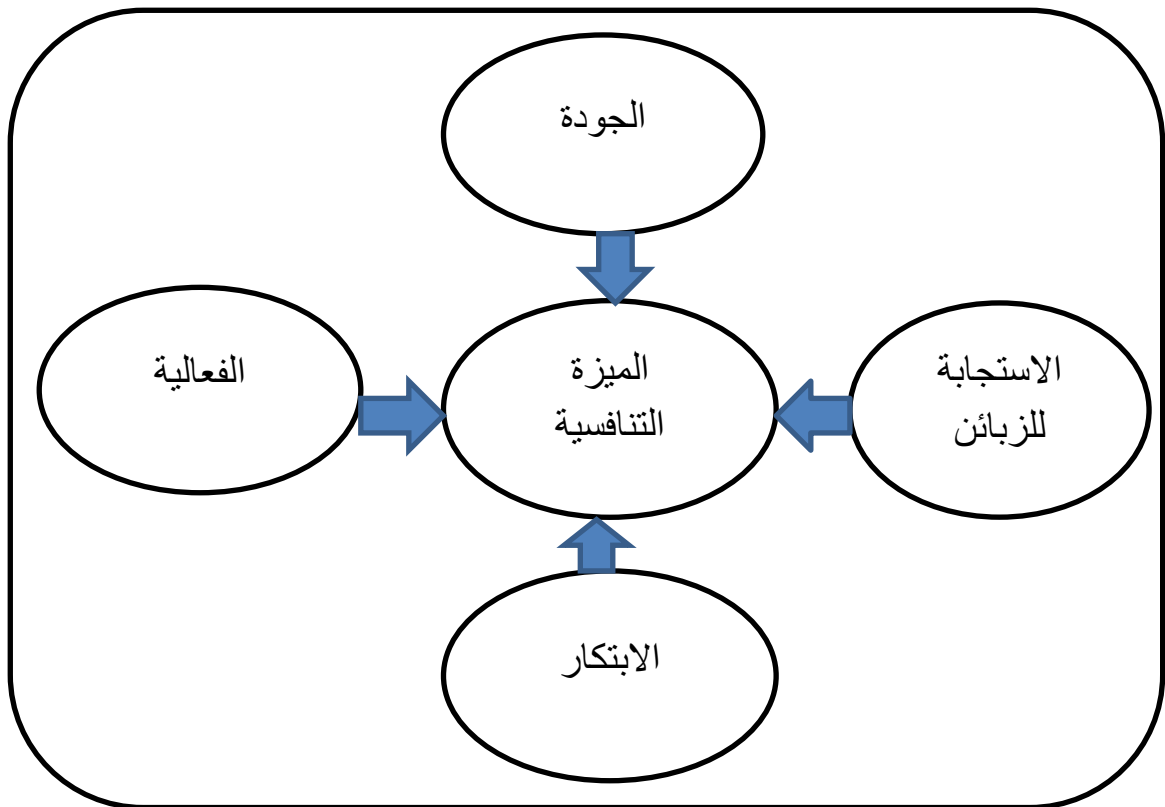 الجودة
الاستجابة
للزبائن
الميزة
التنافسية
الفعالية
الابتكار